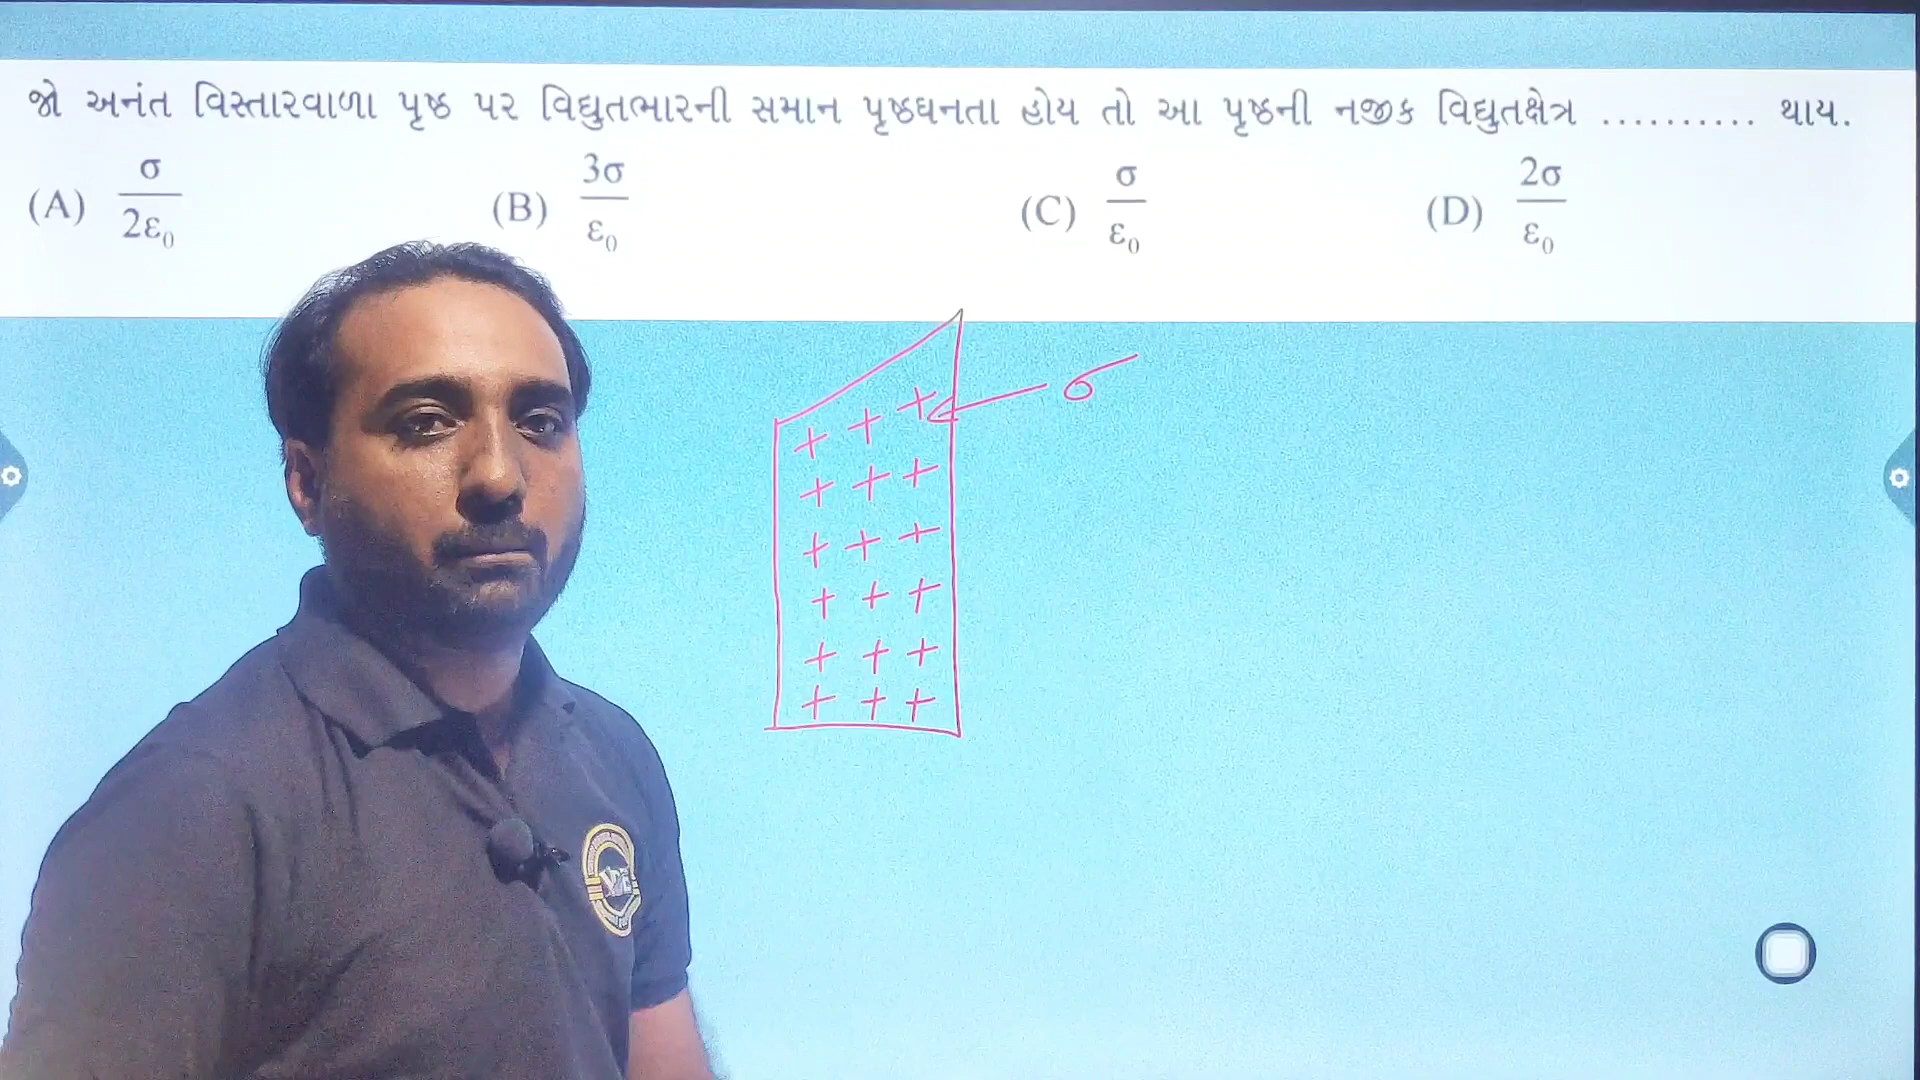 જો અનંત વિસ્તારવાળા પૃષ્ઠ પર વિદ્યુતભારની સમાન પૃષ્ઠઘનતા હોય તો આ પૃષ્ઠની નજીક વિદ્યુતક્ષેત્ર .......... થાય.
(A) σ/2ε₀ (B) 3σ/ε₀ (C) σ/ε₀ (D) 2σ/ε₀
+ + + σ
+ + +
+ + +
+ + +
+ + +
+ + +